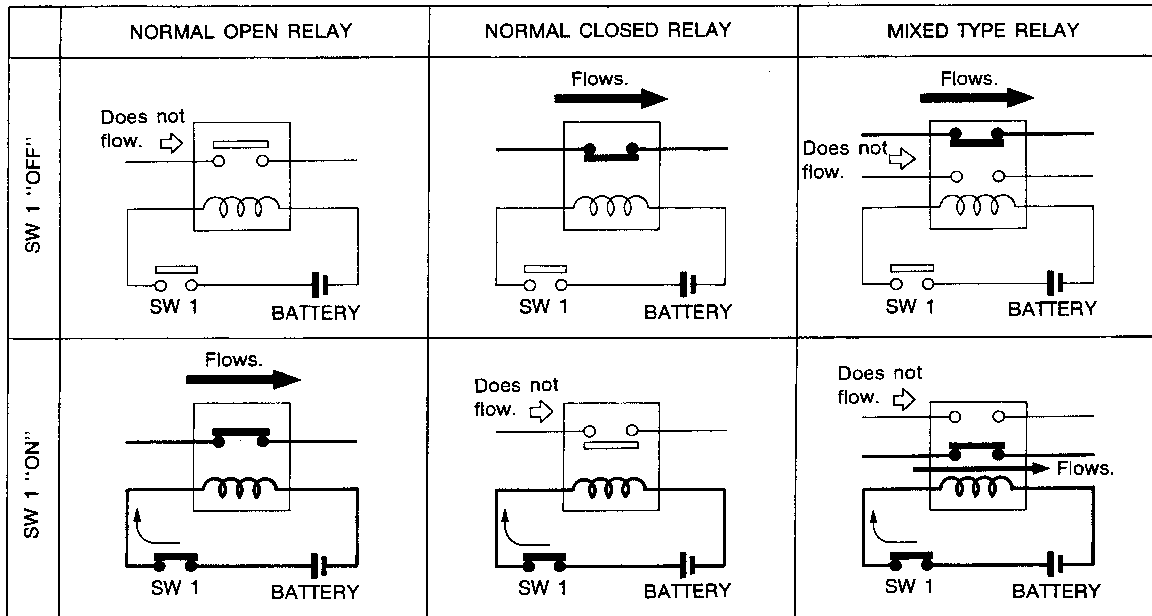 NORMAL OPEN RELAY
NORMAL CLOSED RELAY
MIXED TYPE RELAY
SW 1 "OFF"
Does not
flow.
SW 1
BATTERY
Flows.
SW 1
BATTERY
Flows.
Does not
flow.
SW 1
BATTERY
SW 1 "ON"
Flows.
SW 1
BATTERY
Does not
flow.
SW 1
BATTERY
Does not
flow.
Flows.
SW 1
BATTERY